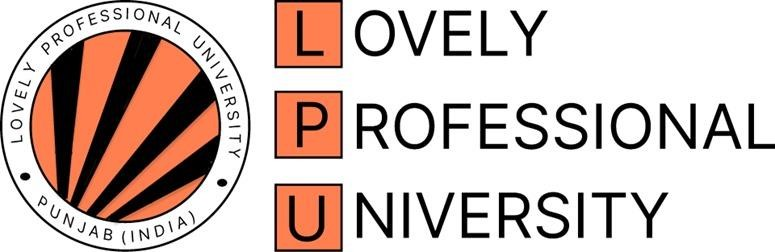 LOVELY PROFESSIONAL UNIVERSITY
PUNJAB (INDIA)
LOVELY
PROFESSIONAL
UNIVERSITY